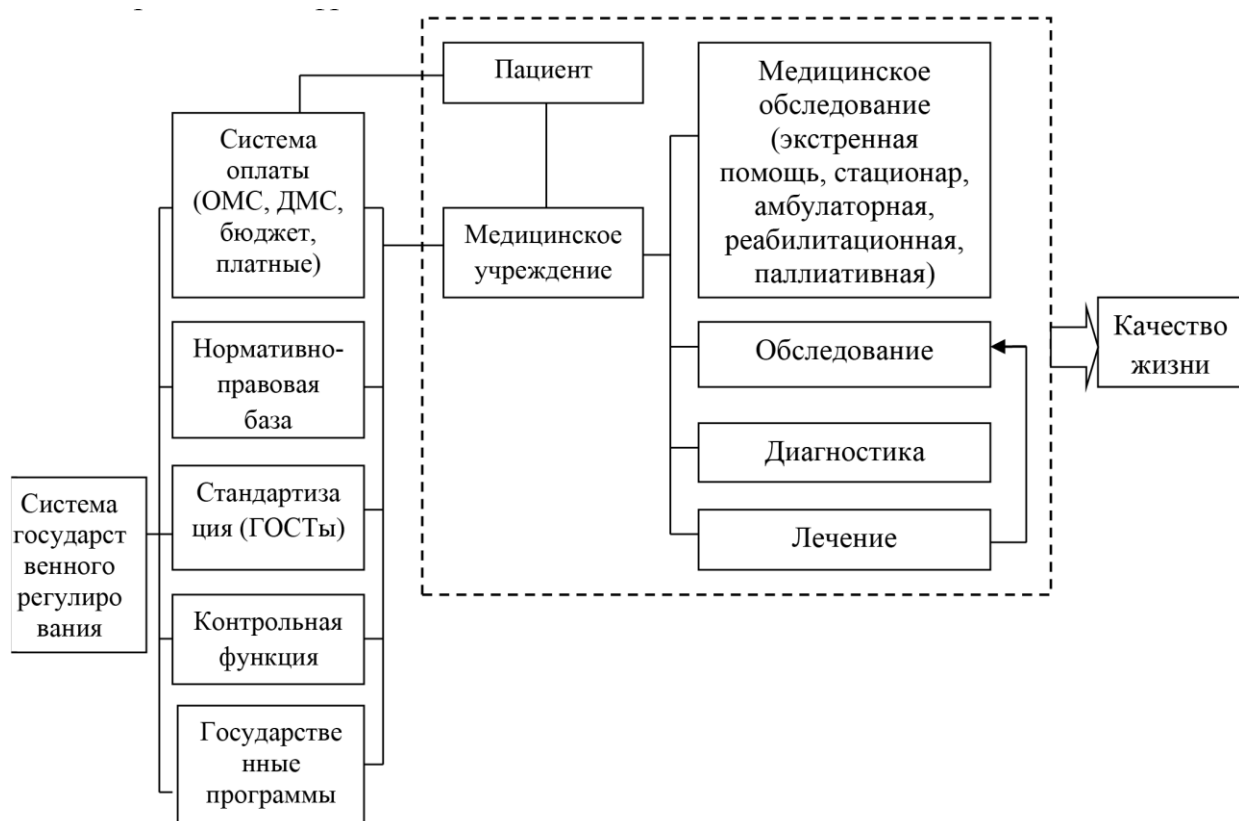 Пациент
Медицинское
обследование
(экстренная
помощь, стационар,
амбулаторная,
реабилитационная,
паллиативная)
Система
оплаты
(ОМС, ДМС,
бюджет,
платные)
Медицинское
учреждение
Нормативно-
правовая
база
Обследование
Качество
жизни
Диагностика
Стандартиза
ция (ГОСТы)
Система
государст
венного
регулиро
вания
Лечение
Контрольная
функция
Государстве
нные
программы